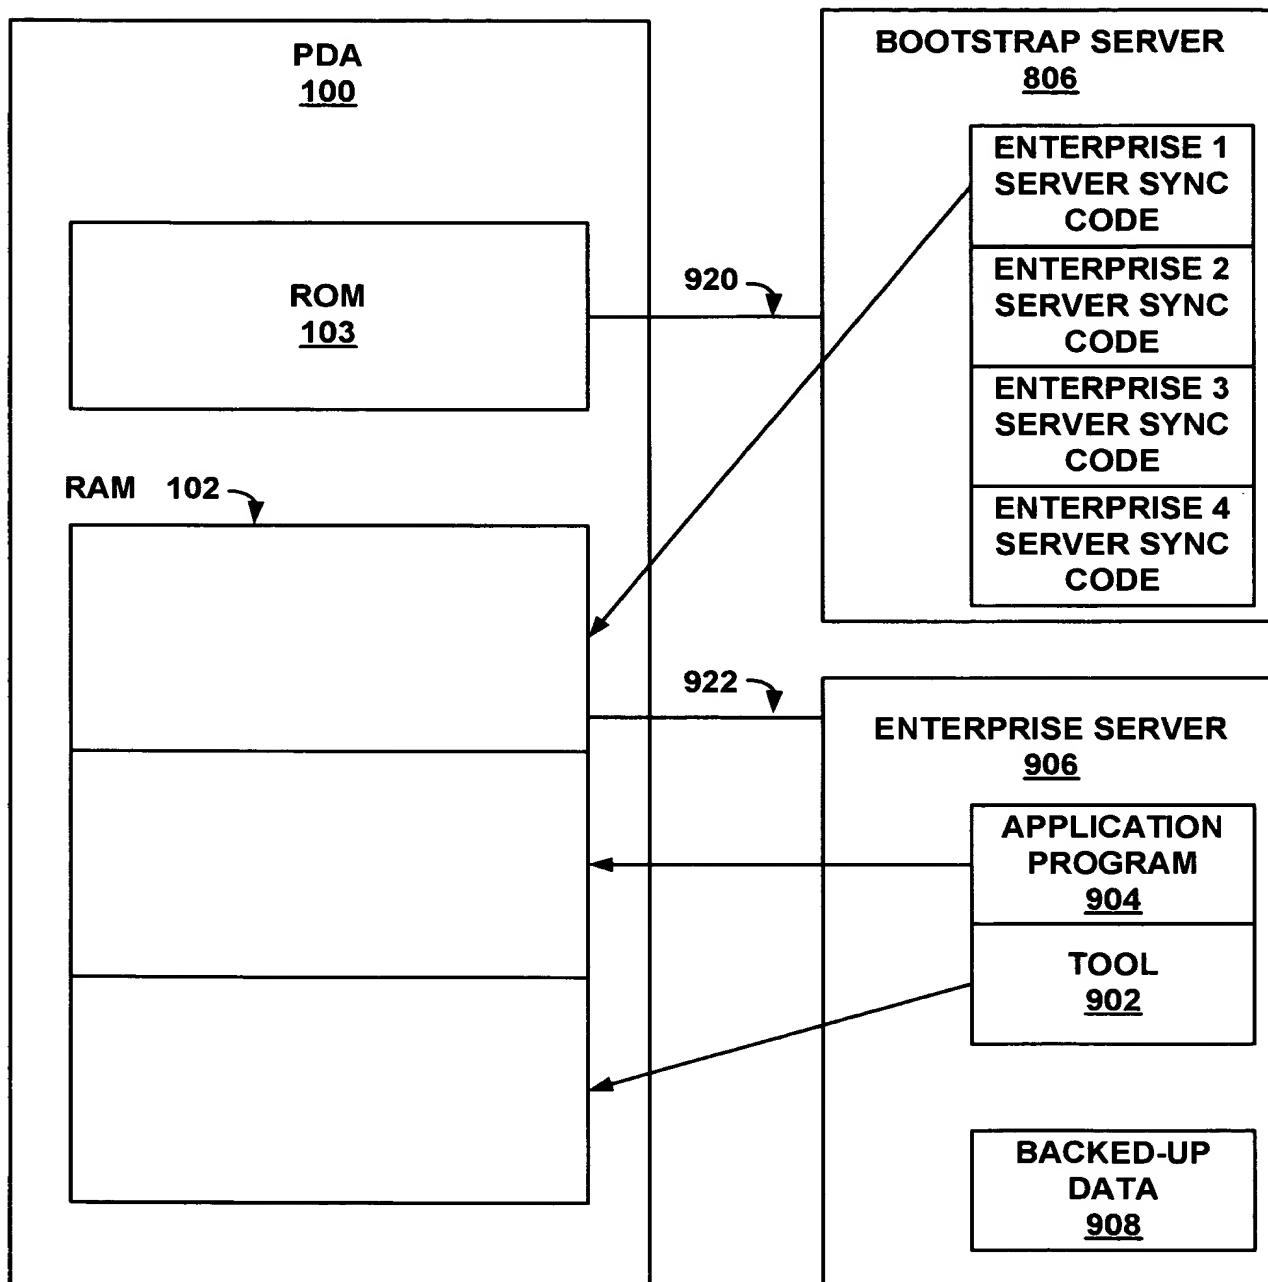 PDA
100
ROM
103
RAM 102
920
922
BOOTSTRAP SERVER
806
ENTERPRISE 1
SERVER SYNC
CODE
ENTERPRISE 2
SERVER SYNC
CODE
ENTERPRISE 3
SERVER SYNC
CODE
ENTERPRISE 4
SERVER SYNC
CODE
ENTERPRISE SERVER
906
APPLICATION
PROGRAM
904
TOOL
902
BACKED-UP
DATA
908